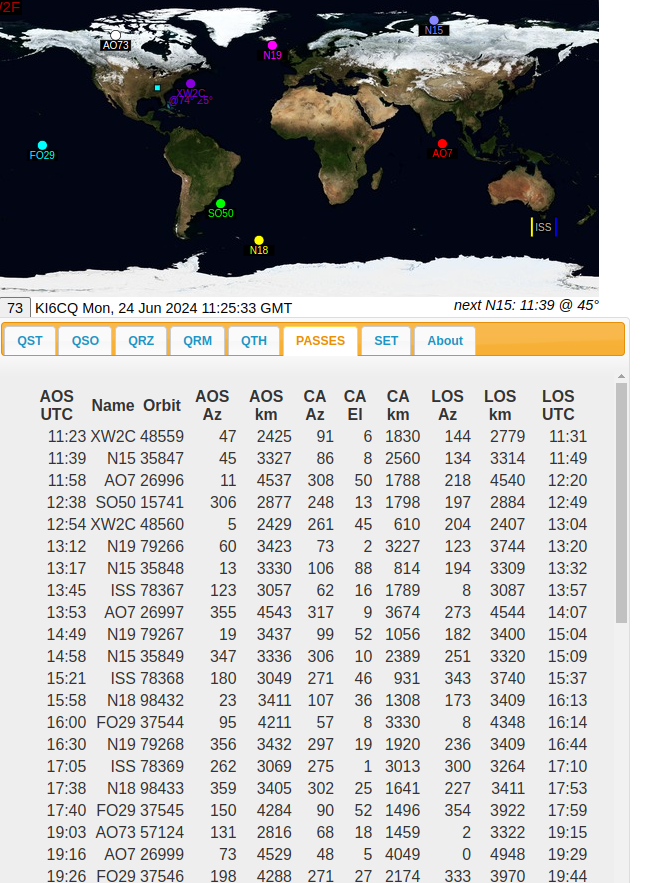 /2F
N15
AO73
N19
XW2C
@74° 25°
FO29
AO7
SO50
ISS
N18
73 KI6CQ Mon, 24 Jun 2024 11:25:33 GMT next N15: 11:39 @ 45°
QST QSO QRZ QRM QTH PASSES SET About
AOS UTC Name Orbit AOS Az AOS km CA Az CA El CA km LOS Az LOS km LOS UTC
11:23 XW2C 48559 47 2425 91 6 1830 144 2779 11:31
11:39 N15 35847 45 3327 86 8 2560 134 3314 11:49
11:58 AO7 26996 11 4537 308 50 1788 218 4540 12:20
12:38 SO50 15741 306 2877 248 13 1798 197 2884 12:49
12:54 XW2C 48560 5 2429 261 45 610 204 2407 13:04
13:12 N19 79266 60 3423 73 2 3227 123 3744 13:20
13:17 N15 35848 13 3330 106 88 814 194 3309 13:32
13:45 ISS 78367 123 3057 62 16 1789 8 3087 13:57
13:53 AO7 26997 355 4543 317 9 3674 273 4544 14:07
14:49 N19 79267 19 3437 99 52 1056 182 3400 15:04
14:58 N15 35849 347 3336 306 10 2389 251 3320 15:09
15:21 ISS 78368 180 3049 271 46 931 343 3740 15:37
15:58 N18 98432 23 3411 107 36 1308 173 3409 16:13
16:00 FO29 37544 95 4211 57 8 3330 8 4348 16:14
16:30 N19 79268 356 3432 297 19 1920 236 3409 16:44
17:05 ISS 78369 262 3069 275 1 3013 300 3264 17:10
17:38 N18 98433 359 3405 302 25 1641 227 3411 17:53
17:40 FO29 37545 150 4284 90 52 1496 354 3922 17:59
19:03 AO73 57124 131 2816 68 18 1459 2 3322 19:15
19:16 AO7 26999 73 4529 48 5 4049 0 4948 19:29
19:26 FO29 37546 198 4288 271 27 2174 333 3970 19:44